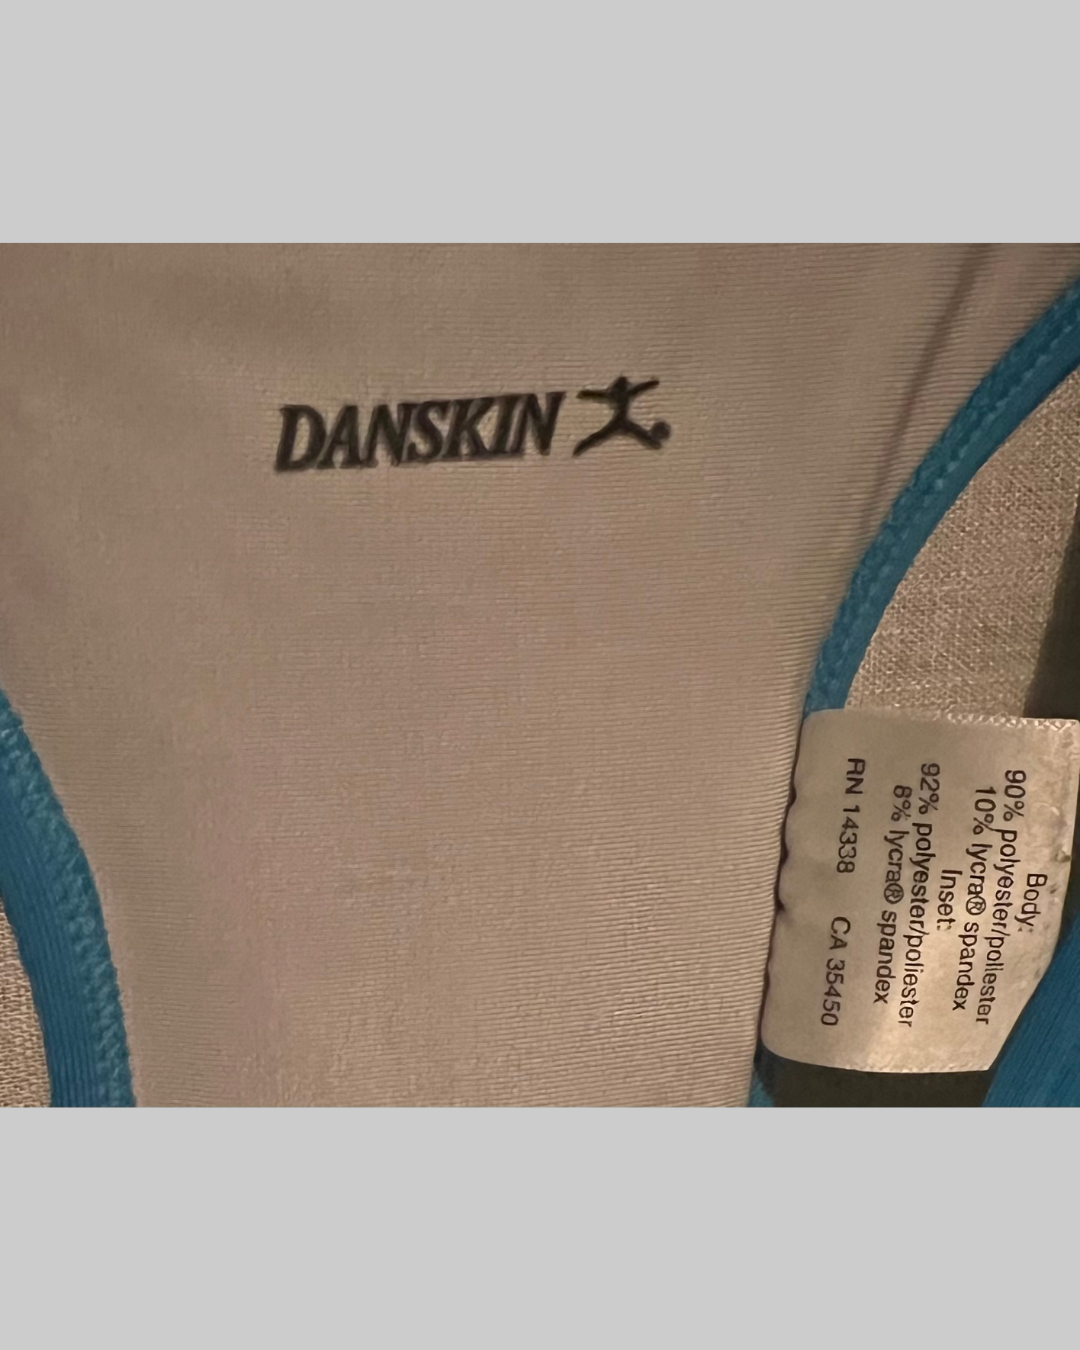 DANSKIN
Body:
90% polyester/poliester
10% lycra® spandex
Inset:
92% polyester/poliester
8% lycra® spandex
RN 14338 CA 35450